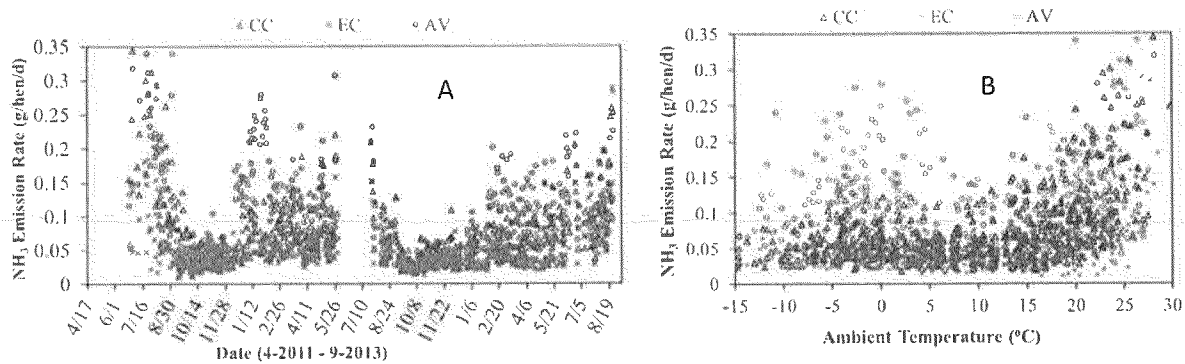 CC EC AV
A
NH3 Emission Rate (g/hen/d)
0.35
0.3
0.25
0.2
0.15
0.1
0.05
0
4/17 6/1 7/16 8/30 10/14 11/28 1/12 2/26 4/11 5/26 7/10 8/24 10/8 11/22 1/6 2/20 4/6 5/21 7/5 8/19
Date (4-2011 - 9-2013)
CC EC AV
B
NH3 Emission Rate (g/hen/d)
0.35
0.3
0.25
0.2
0.15
0.1
0.05
0
-15 -10 -5 0 5 10 15 20 25 30
Ambient Temperature (°C)